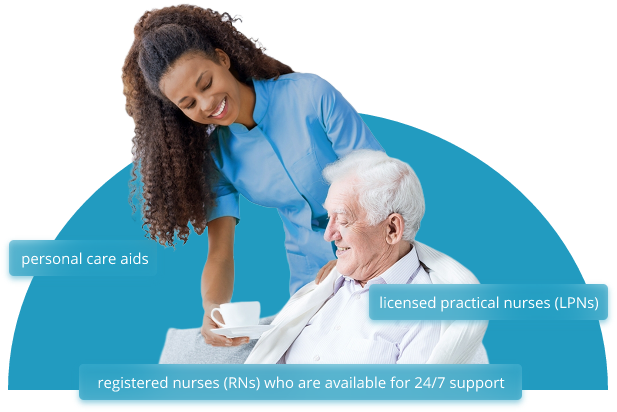 personal care aids
licensed practical nurses (LPNs)
registered nurses (RNs) who are available for 24/7 support